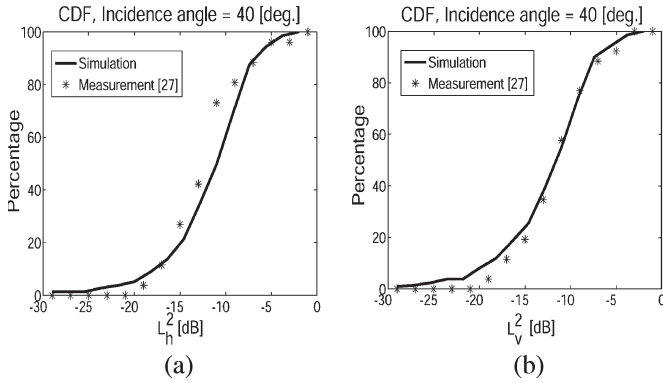 CDF, Incidence angle = 40 [deg.]
100
80
60
40
20
0
Percentage
Simulation
Measurement [27]
-30 -25 -20 -15 -10 -5 0
L_h^2 [dB]
(a)
CDF, Incidence angle = 40 [deg.]
100
80
60
40
20
0
Percentage
Simulation
Measurement [27]
-30 -25 -20 -15 -10 -5 0
L_v^2 [dB]
(b)